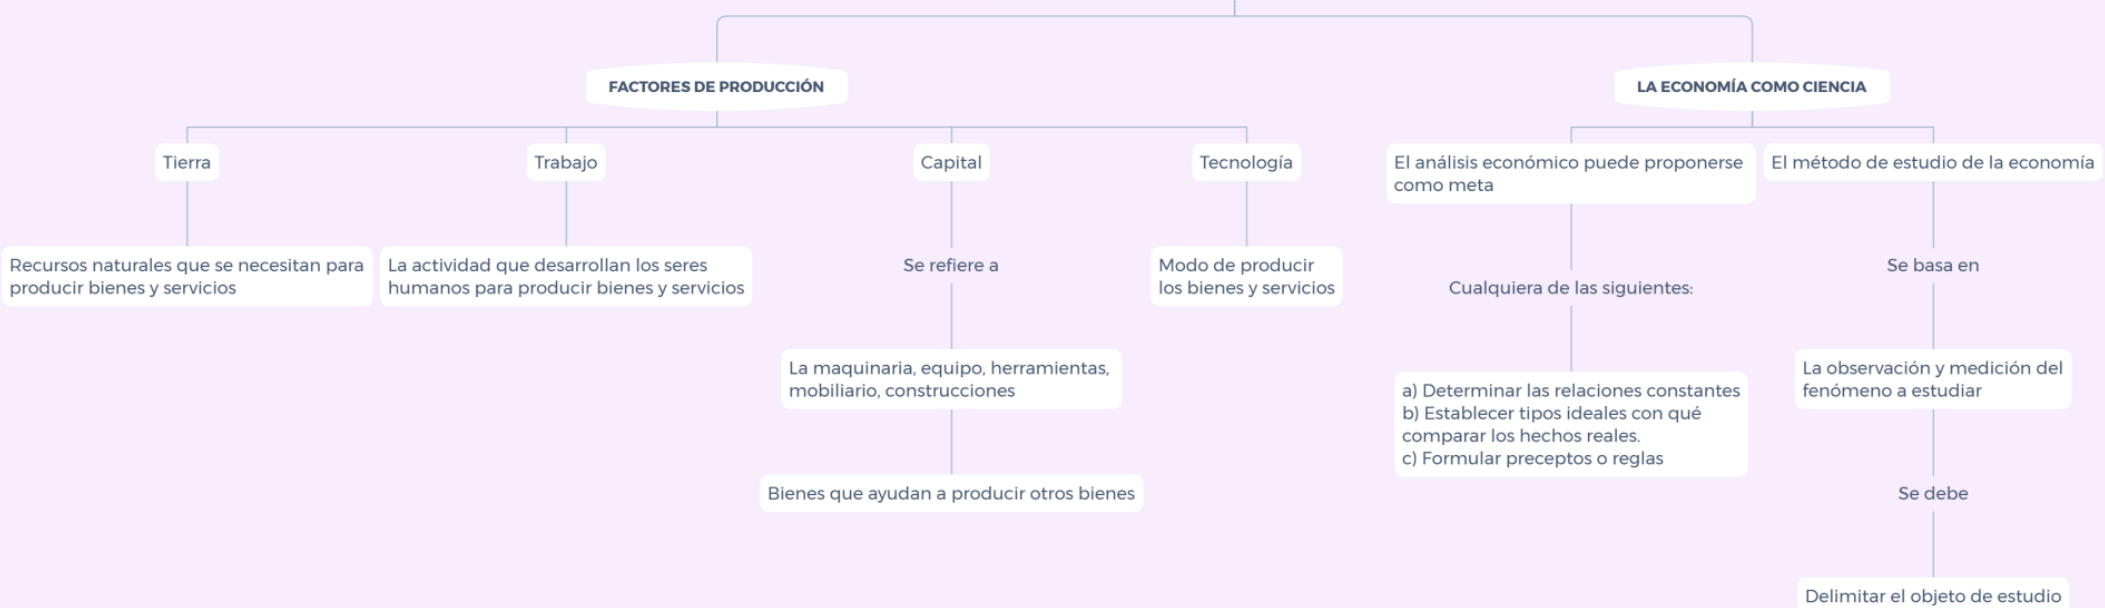 FACTORES DE PRODUCCIÓN
LA ECONOMÍA COMO CIENCIA
Tierra
Trabajo
Capital
Tecnología
El análisis económico puede proponerse
como meta
El método de estudio de la economía
Recursos naturales que se necesitan para
producir bienes y servicios
La actividad que desarrollan los seres
humanos para producir bienes y servicios
Se refiere a
Modo de producir
los bienes y servicios
Cualquiera de las siguientes:
Se basa en
La maquinaria, equipo, herramientas,
mobiliario, construcciones
a) Determinar las relaciones constantes
b) Establecer tipos ideales con qué
comparar los hechos reales.
c) Formular preceptos o reglas
La observación y medición del
fenómeno a estudiar
Bienes que ayudan a producir otros bienes
Se debe
Delimitar el objeto de estudio